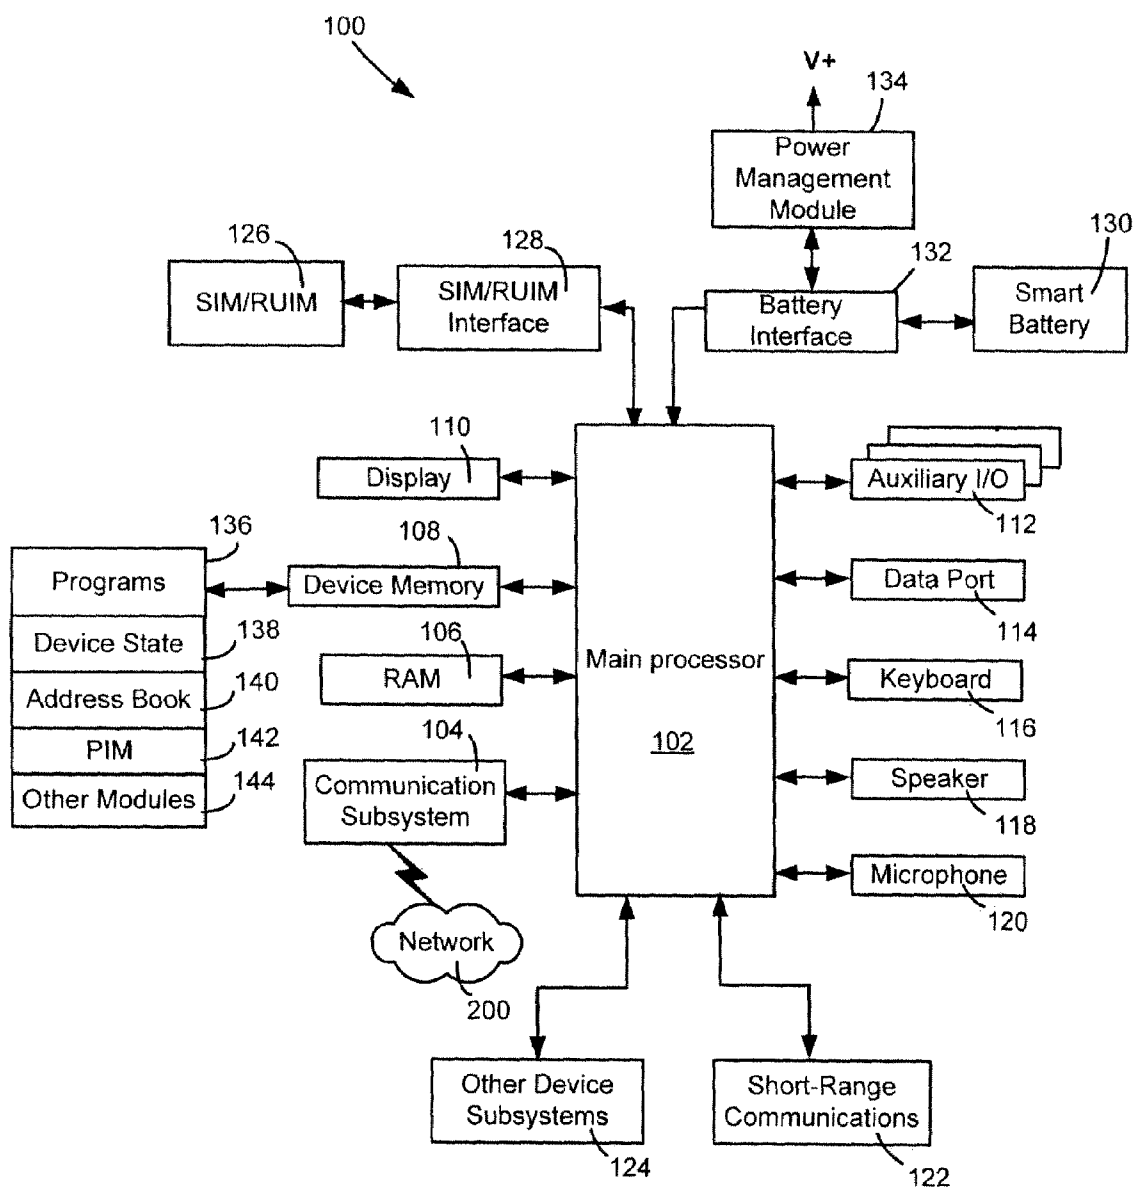 100
V+
134
Power
Management
Module
126
128
132
130
SIM/RUIM
SIM/RUIM
Interface
Battery
Interface
Smart
Battery
110
Display
Auxiliary I/O
112
136
108
Programs
Device Memory
Data Port
114
Device State
138
106
RAM
Main processor
102
Keyboard
116
Address Book
140
104
PIM
142
Communication
Subsystem
Speaker
118
Other Modules
144
Microphone
120
Network
200
Other Device
Subsystems
124
Short-Range
Communications
122